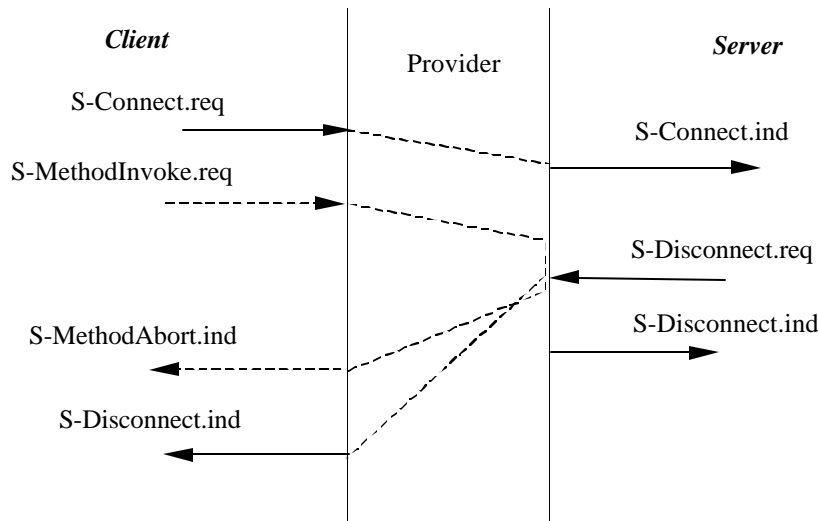 Client
Provider
Server
S-Connect.req
S-Connect.ind
S-MethodInvoke.req
S-Disconnect.req
S-Disconnect.ind
S-MethodAbort.ind
S-Disconnect.ind